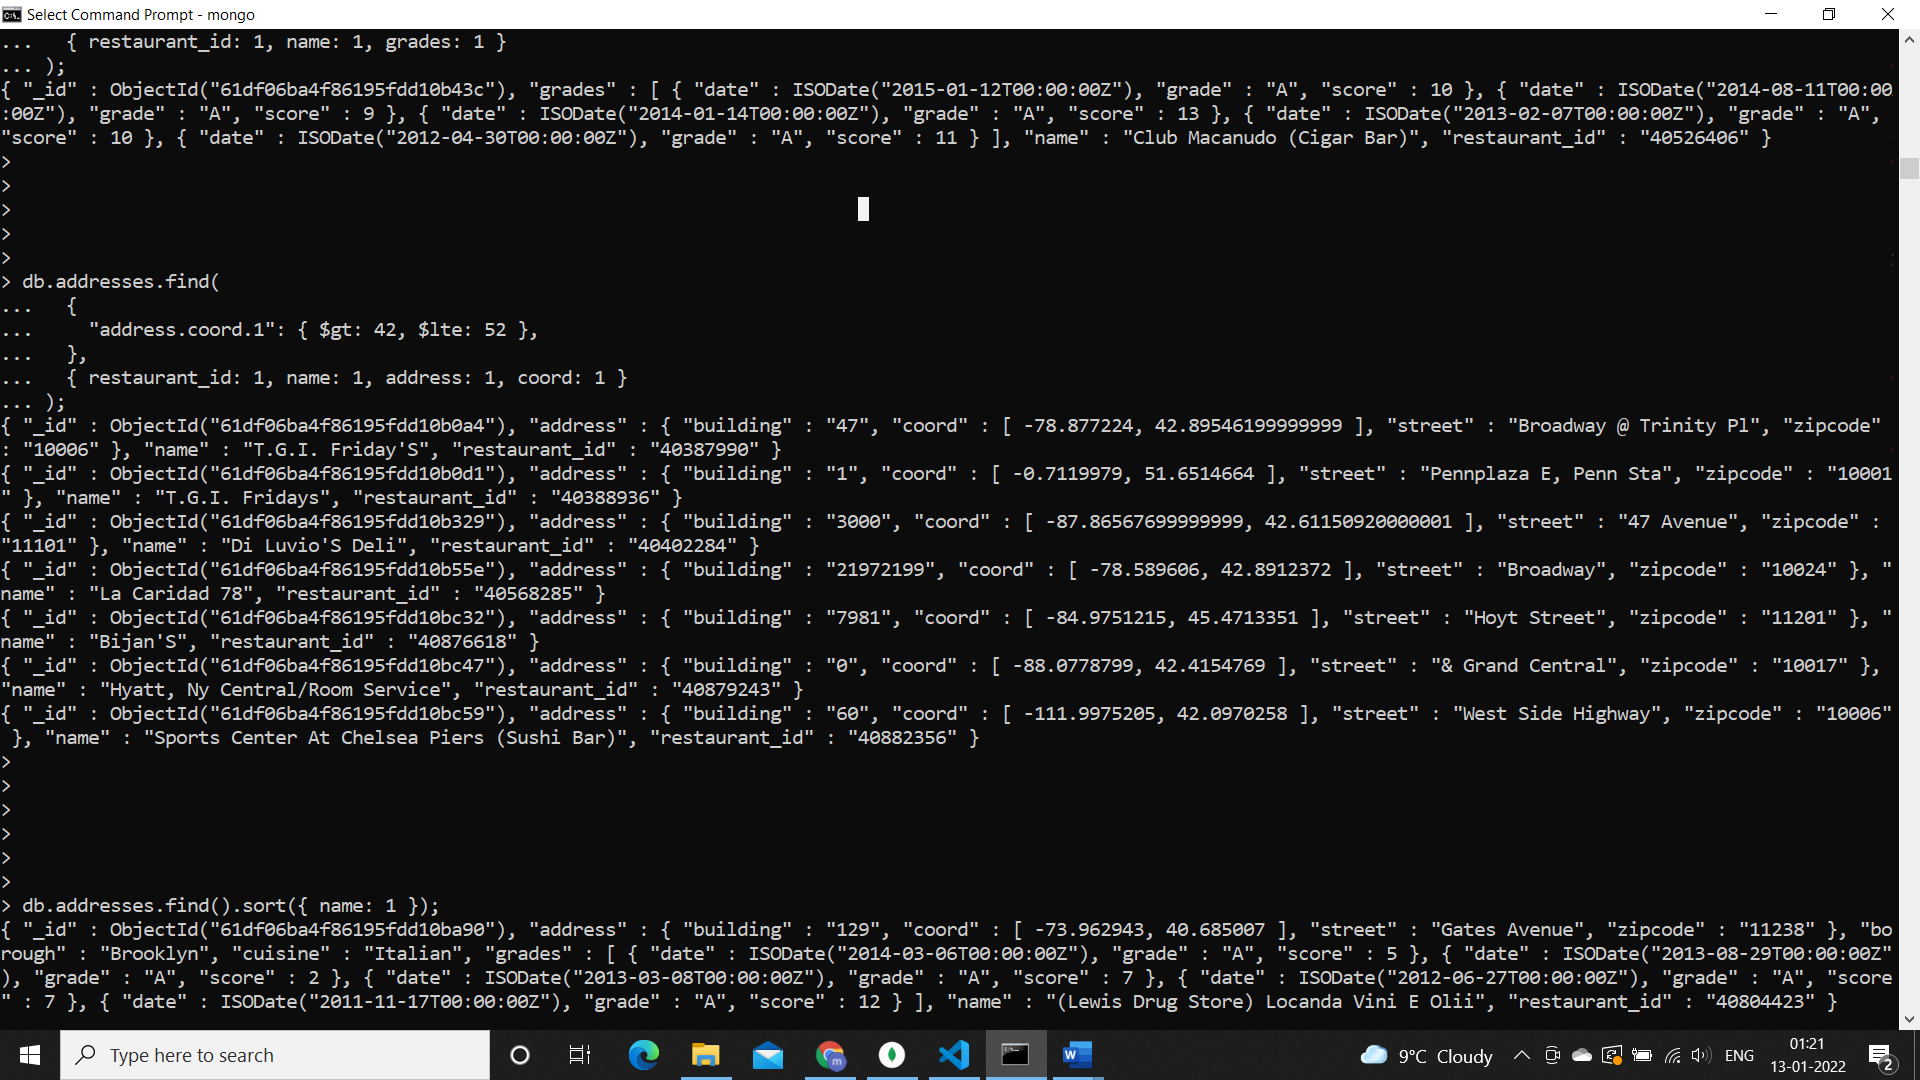 Select Command Prompt - mongo
...   { restaurant_id: 1, name: 1, grades: 1 }
... );
{ "_id" : ObjectId("61df06ba4f86195fdd10b43c"), "grades" : [ { "date" : ISODate("2015-01-12T00:00:00Z"), "grade" : "A", "score" : 10 }, { "date" : ISODate("2014-08-11T00:00
:00Z"), "grade" : "A", "score" : 9 }, { "date" : ISODate("2014-01-14T00:00:00Z"), "grade" : "A", "score" : 13 }, { "date" : ISODate("2013-02-07T00:00:00Z"), "grade" : "A",
"score" : 10 }, { "date" : ISODate("2012-04-30T00:00:00Z"), "grade" : "A", "score" : 11 } ], "name" : "Club Macanudo (Cigar Bar)", "restaurant_id" : "40526406" }
>
>
>
>
>
> db.addresses.find(
...   {
...     "address.coord.1": { $gt: 42, $lte: 52 },
...   },
...   { restaurant_id: 1, name: 1, address: 1, coord: 1 }
... );
{ "_id" : ObjectId("61df06ba4f86195fdd10b0a4"), "address" : { "building" : "47", "coord" : [ -78.877224, 42.89546199999999 ], "street" : "Broadway @ Trinity Pl", "zipcode"
: "10006" }, "name" : "T.G.I. Friday'S", "restaurant_id" : "40387990" }
{ "_id" : ObjectId("61df06ba4f86195fdd10b0d1"), "address" : { "building" : "1", "coord" : [ -0.7119979, 51.6514664 ], "street" : "Pennplaza E, Penn Sta", "zipcode" : "10001
" }, "name" : "T.G.I. Fridays", "restaurant_id" : "40388936" }
{ "_id" : ObjectId("61df06ba4f86195fdd10b329"), "address" : { "building" : "3000", "coord" : [ -87.86567699999999, 42.61150920000001 ], "street" : "47 Avenue", "zipcode" :
"11101" }, "name" : "Di Luvio'S Deli", "restaurant_id" : "40402284" }
{ "_id" : ObjectId("61df06ba4f86195fdd10b55e"), "address" : { "building" : "21972199", "coord" : [ -78.589606, 42.8912372 ], "street" : "Broadway", "zipcode" : "10024" }, "
name" : "La Caridad 78", "restaurant_id" : "40568285" }
{ "_id" : ObjectId("61df06ba4f86195fdd10bc32"), "address" : { "building" : "7981", "coord" : [ -84.9751215, 45.4713351 ], "street" : "Hoyt Street", "zipcode" : "11201" }, "
name" : "Bijan'S", "restaurant_id" : "40876618" }
{ "_id" : ObjectId("61df06ba4f86195fdd10bc47"), "address" : { "building" : "0", "coord" : [ -88.0778799, 42.4154769 ], "street" : "& Grand Central", "zipcode" : "10017" },
"name" : "Hyatt, Ny Central/Room Service", "restaurant_id" : "40879243" }
{ "_id" : ObjectId("61df06ba4f86195fdd10bc59"), "address" : { "building" : "60", "coord" : [ -111.9975205, 42.0970258 ], "street" : "West Side Highway", "zipcode" : "10006"
 }, "name" : "Sports Center At Chelsea Piers (Sushi Bar)", "restaurant_id" : "40882356" }
>
>
>
>
>
>
> db.addresses.find().sort({ name: 1 });
{ "_id" : ObjectId("61df06ba4f86195fdd10ba90"), "address" : { "building" : "129", "coord" : [ -73.962943, 40.685007 ], "street" : "Gates Avenue", "zipcode" : "11238" }, "bo
rough" : "Brooklyn", "cuisine" : "Italian", "grades" : [ { "date" : ISODate("2014-03-06T00:00:00Z"), "grade" : "A", "score" : 5 }, { "date" : ISODate("2013-08-29T00:00:00Z"
), "grade" : "A", "score" : 2 }, { "date" : ISODate("2013-03-08T00:00:00Z"), "grade" : "A", "score" : 7 }, { "date" : ISODate("2012-06-27T00:00:00Z"), "grade" : "A", "score
" : 7 }, { "date" : ISODate("2011-11-17T00:00:00Z"), "grade" : "A", "score" : 12 } ], "name" : "(Lewis Drug Store) Locanda Vini E Olii", "restaurant_id" : "40804423" }
Type here to search
9°C Cloudy
ENG
01:21
13-01-2022
2